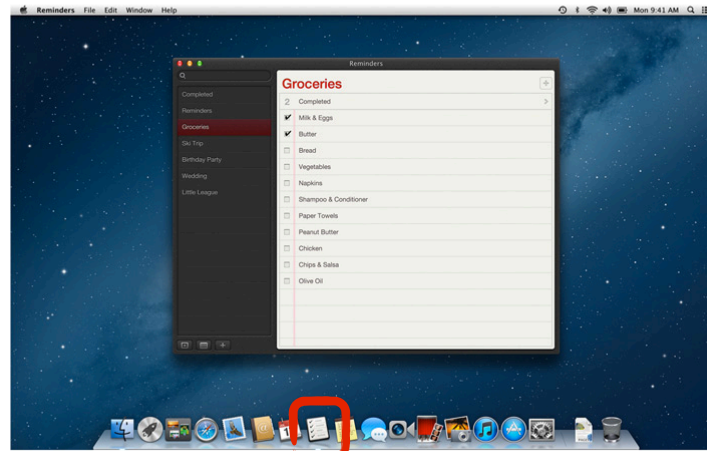 Reminders File Edit Window Help
Mon 9:41 AM
Reminders
Completed
Reminders
Groceries
Ski Trip
Birthday Party
Wedding
Little League
Groceries
2 Completed
Milk & Eggs
Butter
Bread
Vegetables
Napkins
Shampoo & Conditioner
Paper Towels
Peanut Butter
Chicken
Chips & Salsa
Olive Oil
1